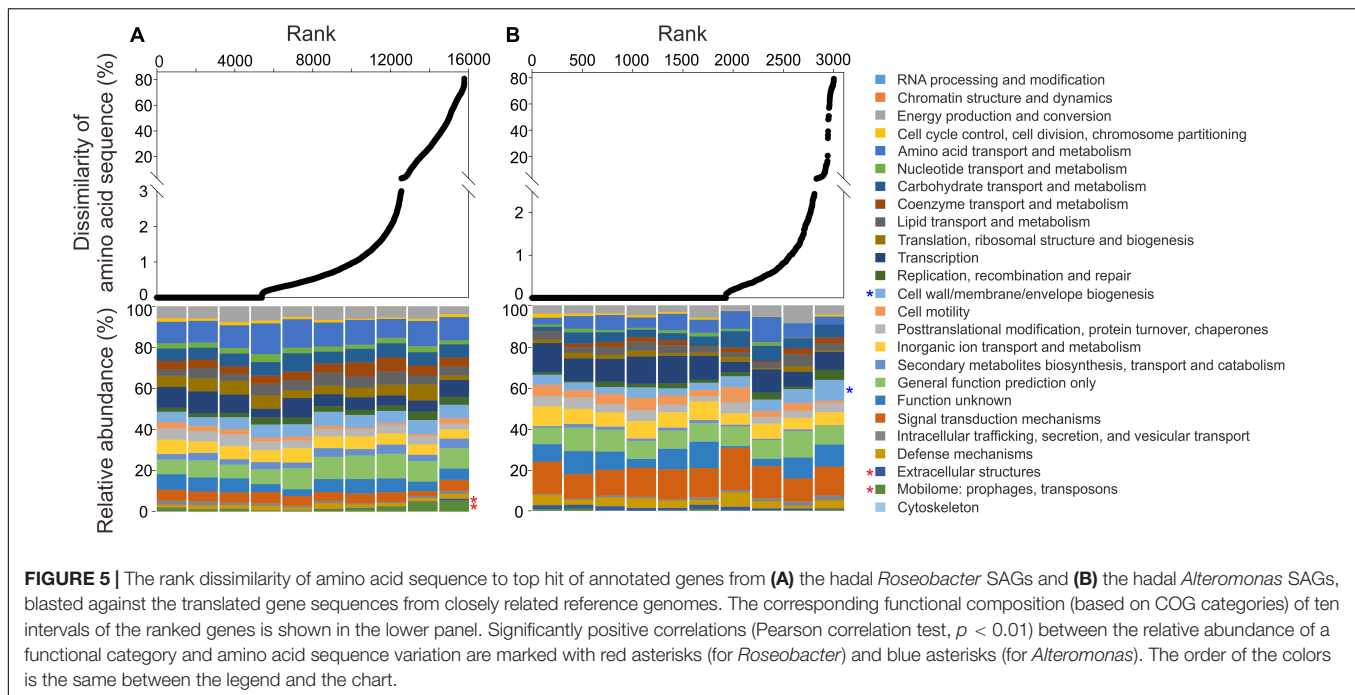 A
Rank
0 4000 8000 12000 16000
Dissimilarity of
amino acid sequence (%)
80
60
40
20
3
2
1
0
B
Rank
0 500 1000 1500 2000 3000
80
60
40
20
2
1
0
Relative abundance (%)
100
80
60
40
20
0
*
*
100
80
60
40
20
0
*
RNA processing and modification
Chromatin structure and dynamics
Energy production and conversion
Cell cycle control, cell division, chromosome partitioning
Amino acid transport and metabolism
Nucleotide transport and metabolism
Carbohydrate transport and metabolism
Coenzyme transport and metabolism
Lipid transport and metabolism
Translation, ribosomal structure and biogenesis
Transcription
Replication, recombination and repair
* Cell wall/membrane/envelope biogenesis
Cell motility
Posttranslational modification, protein turnover, chaperones
Inorganic ion transport and metabolism
Secondary metabolites biosynthesis, transport and catabolism
General function prediction only
Function unknown
Signal transduction mechanisms
Intracellular trafficking, secretion, and vesicular transport
Defense mechanisms
* Extracellular structures
* Mobilome: prophages, transposons
Cytoskeleton
FIGURE 5 | The rank dissimilarity of amino acid sequence to top hit of annotated genes from (A) the hadal Roseobacter SAGs and (B) the hadal Alteromonas SAGs,
blasted against the translated gene sequences from closely related reference genomes. The corresponding functional composition (based on COG categories) of ten
intervals of the ranked genes is shown in the lower panel. Significantly positive correlations (Pearson correlation test, p < 0.01) between the relative abundance of a
functional category and amino acid sequence variation are marked with red asterisks (for Roseobacter) and blue asterisks (for Alteromonas). The order of the colors
is the same between the legend and the chart.